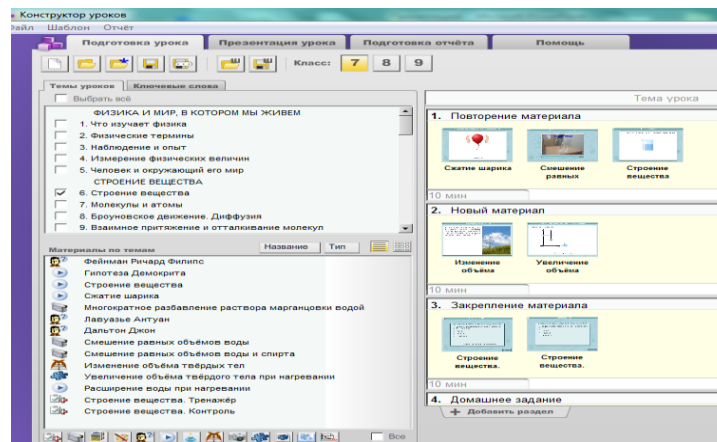 Конструктор уроков
Файл Шаблон Отчёт
Подготовка урока Презентация урока Подготовка отчёта Помощь
Класс: 7 8 9
Темы уроков Ключевые слова
Выбрать всё
ФИЗИКА И МИР, В КОТОРОМ МЫ ЖИВЕМ
1. Что изучает физика
2. Физические термины
3. Наблюдение и опыт
4. Измерение физических величин
5. Человек и окружающий его мир
СТРОЕНИЕ ВЕЩЕСТВА
6. Строение вещества
7. Молекулы и атомы
8. Броуновское движение. Диффузия
9. Взаимное притяжение и отталкивание молекул
Материалы по темам Название Тип
Фейнман Ричард Филипс
Гипотеза Демокрита
Строение вещества
Сжатие шарика
Многократное разбавление раствора марганцовки водой
Лавуазье Антуан
Дальтон Джон
Смешение равных объёмов воды
Смешение равных объёмов воды и спирта
Изменение объёма твёрдых тел
Увеличение объёма твёрдого тела при нагревании
Расширение воды при нагревании
Строение вещества. Тренажёр
Строение вещества. Контроль
Все
Тема урока
1. Повторение материала
Сжатие шарика Смешение равных Строение вещества
10 мин
2. Новый материал
Изменение объёма Увеличение объёма
10 мин
3. Закрепление материала
Строение вещества. Строение вещества.
10 мин
4. Домашнее задание
+ Добавить раздел